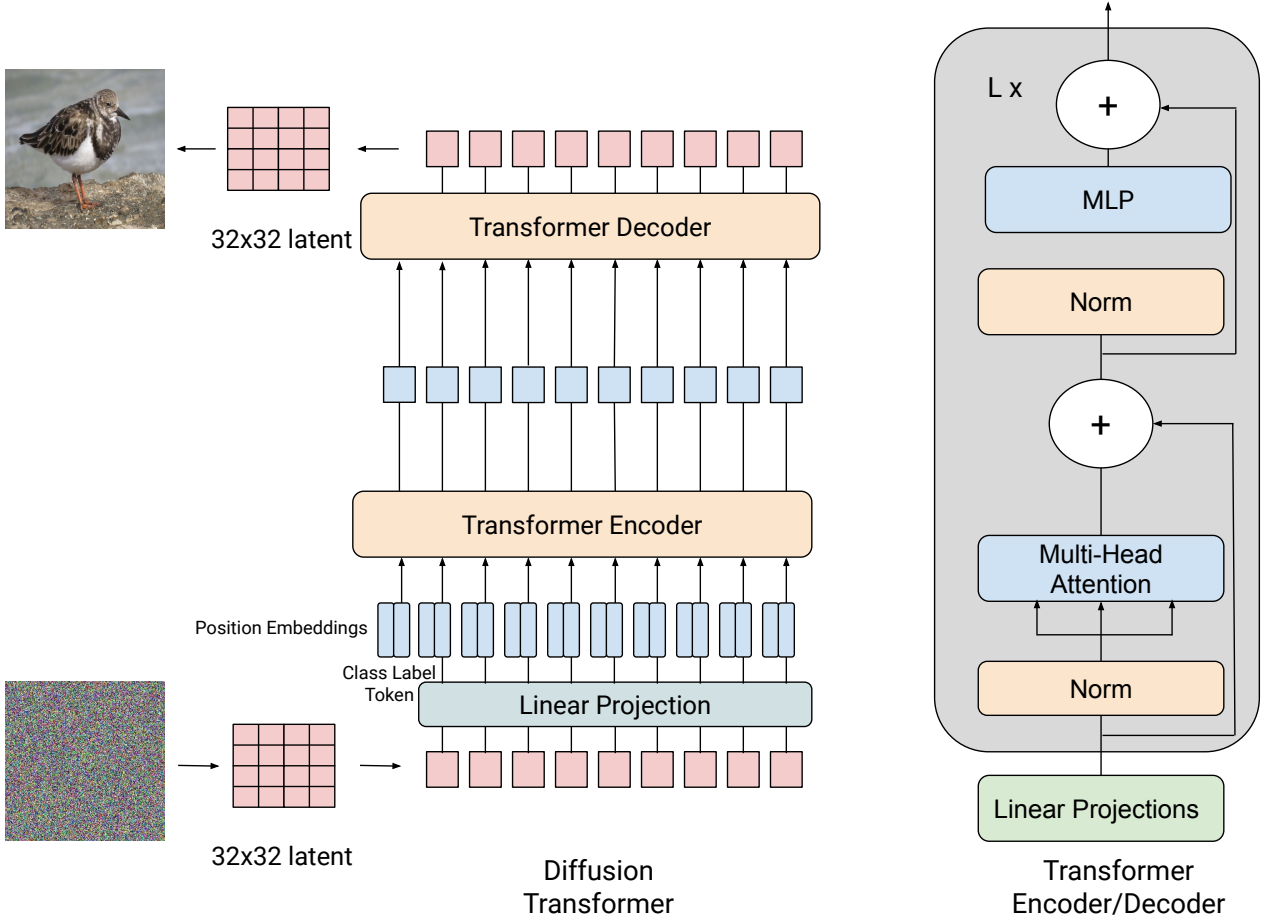 32x32 latent
Transformer Decoder
Transformer Encoder
Position Embeddings
Class Label
Token
Linear Projection
32x32 latent
Diffusion
Transformer
L x
+
MLP
Norm
+
Multi-Head
Attention
Norm
Linear Projections
Transformer
Encoder/Decoder